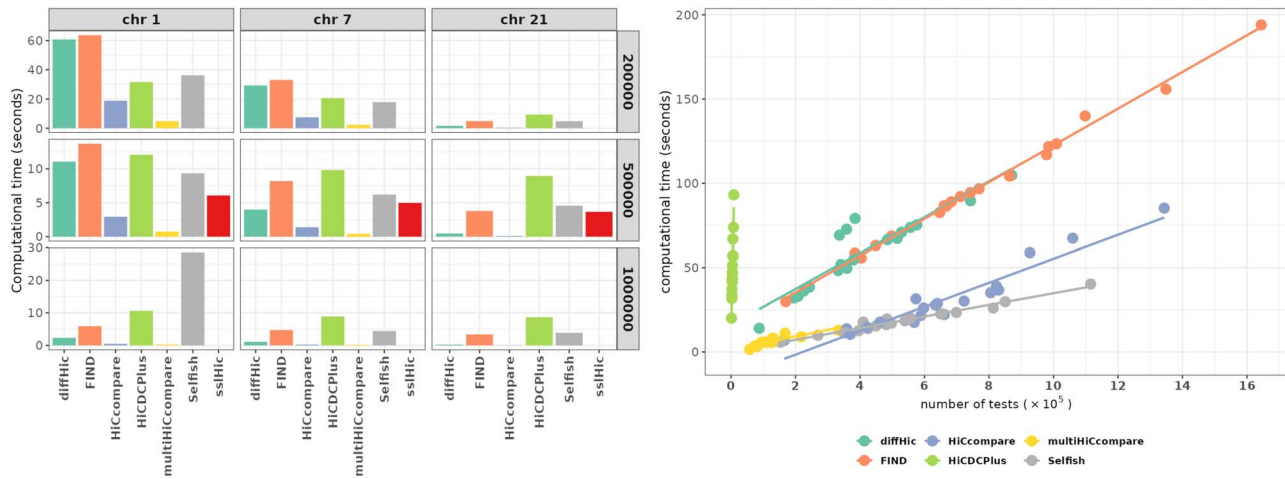 chr 1 chr 7 chr 21
Computational time (seconds)
60
40
20
0
200000
10
5
0
500000
30
20
10
0
1000000
diffHic FIND HiCcompare HiCDCPlus multiHiCcompare Selfish sslHic
diffHic FIND HiCcompare HiCDCPlus multiHiCcompare Selfish sslHic
diffHic FIND HiCcompare HiCDCPlus multiHiCcompare Selfish sslHic
computational time (seconds)
200
150
100
50
0
0 2 4 6 8 10 12 14 16
number of tests (×10⁵)
diffHic HiCcompare multiHiCcompare
FIND HiCDCPlus Selfish